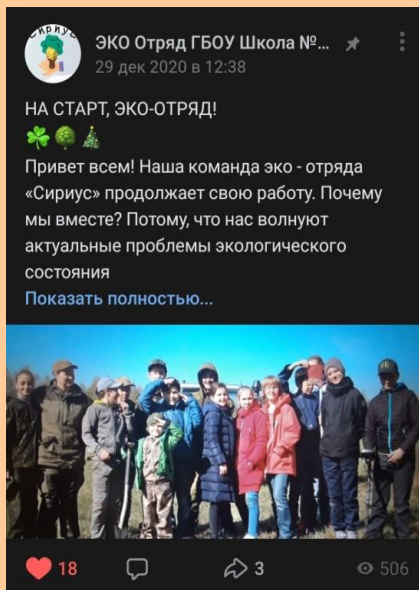 Сириус
ЭКО Отряд ГБОУ Школа №...
29 дек 2020 в 12:38
НА СТАРТ, ЭКО-ОТРЯД!
Привет всем! Наша команда эко - отряда
«Сириус» продолжает свою работу. Почему
мы вместе? Потому, что нас волнуют
актуальные проблемы экологического
состояния
Показать полностью...
18
3
506